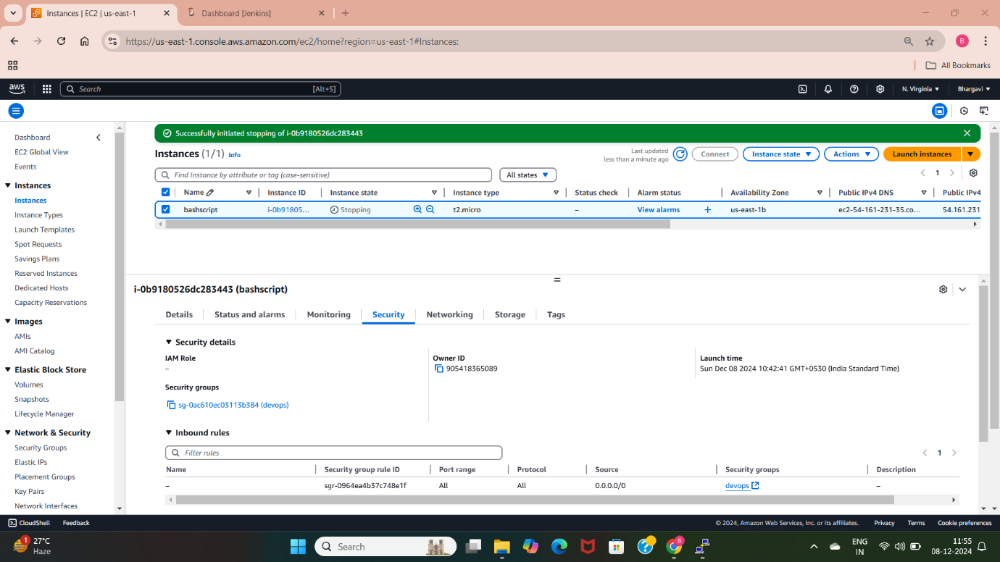 Instances | EC2 | us-east-1
Dashboard [Jenkins]
https://us-east-1.console.aws.amazon.com/ec2/home?region=us-east-1#Instances:
B
All Bookmarks
aws
Search
[Alt+S]
N. Virginia
Bhargavi
Dashboard
EC2 Global View
Events
Instances
Instances
Instance Types
Launch Templates
Spot Requests
Savings Plans
Reserved Instances
Dedicated Hosts
Capacity Reservations
Images
AMIs
AMI Catalog
Elastic Block Store
Volumes
Snapshots
Lifecycle Manager
Network & Security
Security Groups
Elastic IPs
Placement Groups
Key Pairs
Network Interfaces
Successfully initiated stopping of i-0b9180526dc283443
Instances (1/1) Info
Last updated
less than a minute ago
Connect
Instance state
Actions
Launch instances
Find Instance by attribute or tag (case-sensitive)
All states
1
Name Instance ID Instance state Instance type Status check Alarm status Availability Zone Public IPv4 DNS Public IPv4
bashscript i-0b91805... Stopping t2.micro – View alarms + us-east-1b ec2-54-161-231-35.co... 54.161.231
i-0b9180526dc283443 (bashscript)
Details Status and alarms Monitoring Security Networking Storage Tags
Security details
IAM Role
–
Owner ID
905418365089
Launch time
Sun Dec 08 2024 10:42:41 GMT+0530 (India Standard Time)
Security groups
sg-0ac610ec03113b384 (devops)
Inbound rules
Filter rules
1
Name Security group rule ID Port range Protocol Source Security groups Description
– sgr-0964ea4b37c748e1f All All 0.0.0.0/0 devops –
CloudShell Feedback © 2024, Amazon Web Services, Inc. or its affiliates. Privacy Terms Cookie preferences
1
27°C
Haze
Search
B
ENG
IN
11:55
08-12-2024